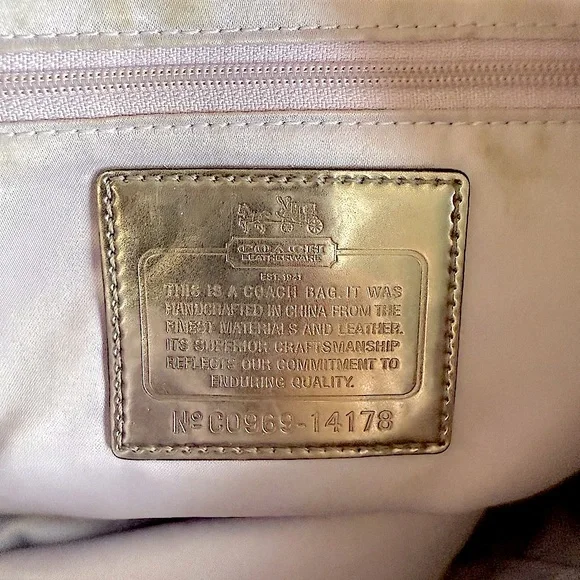 COACH
LEATHERWARE
EST. 1941
THIS IS A COACH BAG. IT WAS
HANDCRAFTED IN CHINA FROM THE
FINEST MATERIALS AND LEATHER.
ITS SUPERIOR CRAFTSMANSHIP
REFLECTS OUR COMMITMENT TO
ENDURING QUALITY.
Nº C0969-14178